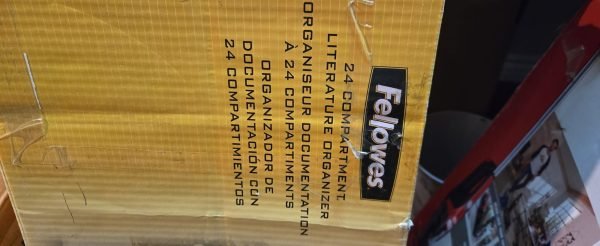 Fellowes
24 COMPARTMENT
LITERATURE ORGANIZER
ORGANISEUR DOCUMENTATION
À 24 COMPARTIMENTS
ORGANIZADOR DE
DOCUMENTACIÓN CON
24 COMPARTIMIENTOS